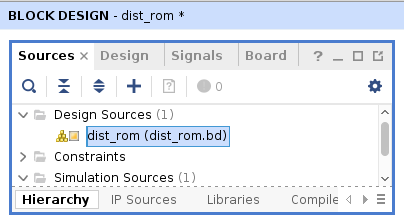 BLOCK DESIGN - dist_rom *
Sources × Design Signals Board ? _
0
Design Sources (1)
dist_rom (dist_rom.bd)
Constraints
Simulation Sources (1)
Hierarchy IP Sources Libraries Compile